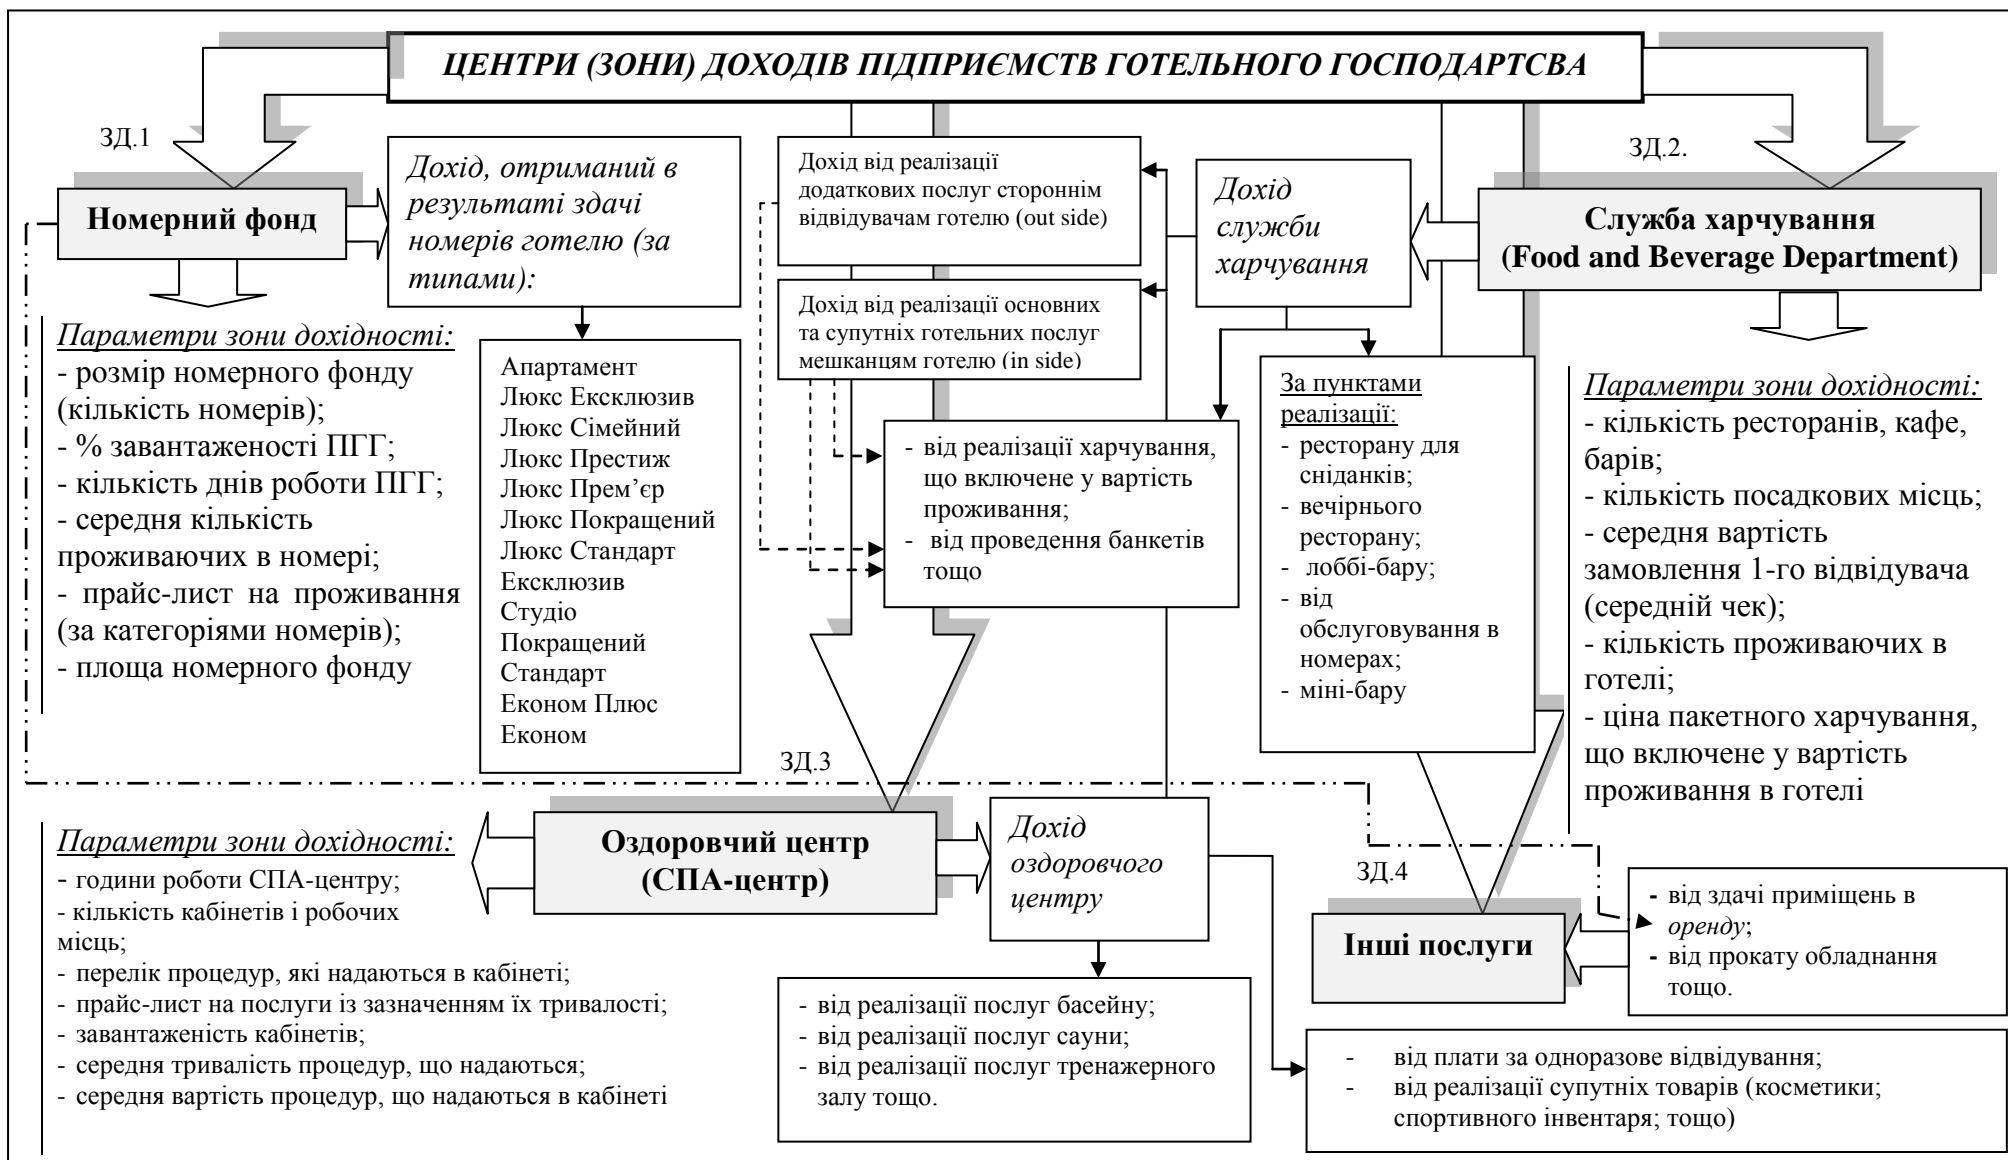 ЦЕНТРИ (ЗОНИ) ДОХОДІВ ПІДПРИЄМСТВ ГОТЕЛЬНОГО ГОСПОДАРТСВА
ЗД.1
Номерний фонд
Параметри зони дохідності:
- розмір номерного фонду
(кількість номерів);
- % завантаженості ПГГ;
- кількість днів роботи ПГГ;
- середня кількість
проживаючих в номері;
- прайс-лист на проживання
(за категоріями номерів);
- площа номерного фонду
Дохід, отриманий в
результаті здачі
номерів готелю (за
типами):
Апартамент
Люкс Ексклюзив
Люкс Сімейний
Люкс Престиж
Люкс Прем’єр
Люкс Покращений
Люкс Стандарт
Ексклюзив
Студіо
Покращений
Стандарт
Економ Плюс
Економ
Дохід від реалізації
додаткових послуг стороннім
відвідувачам готелю (out side)
Дохід від реалізації основних
та супутніх готельних послуг
мешканцям готелю (in side)
- від реалізації харчування,
що включене у вартість
проживання;
- від проведення банкетів
тощо
Дохід
служби
харчування
За пунктами
реалізації:
- ресторану для
сніданків;
- вечірнього
ресторану;
- лоббі-бару;
- від
обслуговування в
номерах;
- міні-бару
ЗД.2.
Служба харчування
(Food and Beverage Department)
Параметри зони дохідності:
- кількість ресторанів, кафе,
барів;
- кількість посадкових місць;
- середня вартість
замовлення 1-го відвідувача
(середній чек);
- кількість проживаючих в
готелі;
- ціна пакетного харчування,
що включене у вартість
проживання в готелі
ЗД.3
Оздоровчий центр
(СПА-центр)
Параметри зони дохідності:
- години роботи СПА-центру;
- кількість кабінетів і робочих
місць;
- перелік процедур, які надаються в кабінеті;
- прайс-лист на послуги із зазначенням їх тривалості;
- завантаженість кабінетів;
- середня тривалість процедур, що надаються;
- середня вартість процедур, що надаються в кабінеті
Дохід
оздоровчого
центру
- від реалізації послуг басейну;
- від реалізації послуг сауни;
- від реалізації послуг тренажерного
залу тощо.
ЗД.4
Інші послуги
- від здачі приміщень в
оренду;
- від прокату обладнання
тощо.
- від плати за одноразове відвідування;
- від реалізації супутніх товарів (косметики;
спортивного інвентаря; тощо)